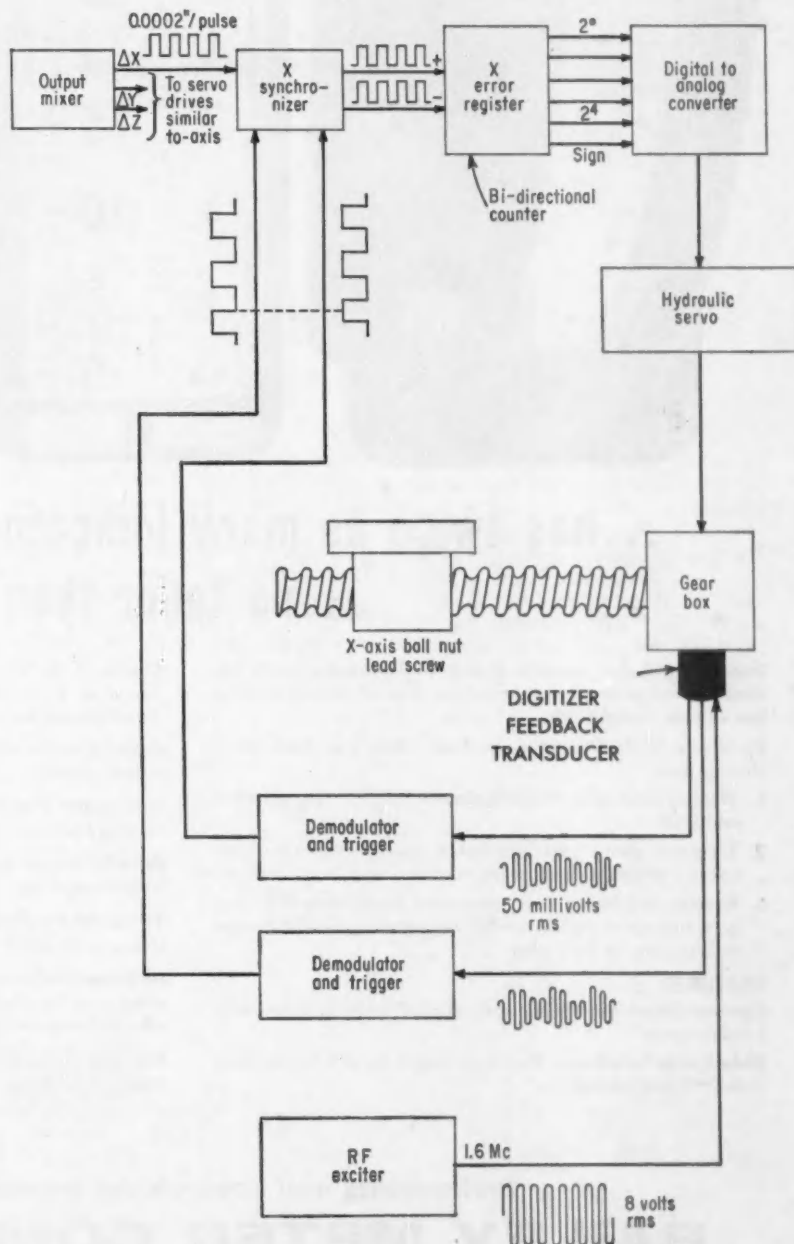 0.0002"/pulse
Output
mixer
ΔX
ΔY
ΔZ
To servo
drives
similar
to-axis
X
synchro-
nizer
+
−
X
error
register
2⁰
2⁴
Sign
Digital to
analog
converter
Bi-directional
counter
Hydraulic
servo
Gear
box
X-axis ball nut
lead screw
DIGITIZER
FEEDBACK
TRANSDUCER
Demodulator
and trigger
50 millivolts
rms
Demodulator
and trigger
RF
exciter
1.6 Mc
8 volts
rms